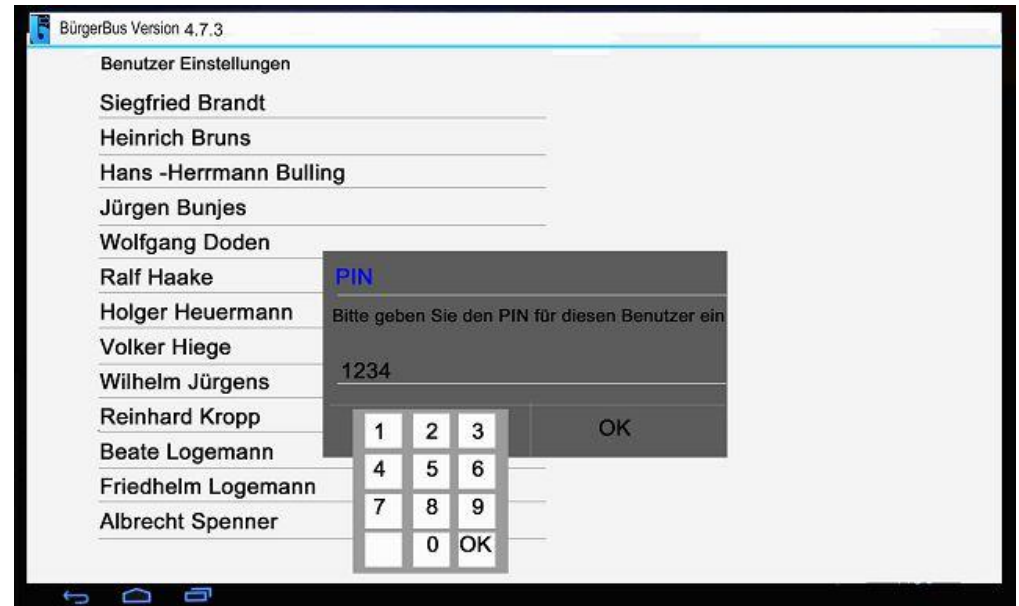 BürgerBus Version 4.7.3
Benutzer Einstellungen
Siegfried Brandt
Heinrich Bruns
Hans -Herrmann Bulling
Jürgen Bunjes
Wolfgang Doden
Ralf Haake
Holger Heuermann
Volker Hiege
Wilhelm Jürgens
Reinhard Kropp
Beate Logemann
Friedhelm Logemann
Albrecht Spenner
PIN
Bitte geben Sie den PIN für diesen Benutzer ein
1234
OK
1 2 3
4 5 6
7 8 9
0 OK